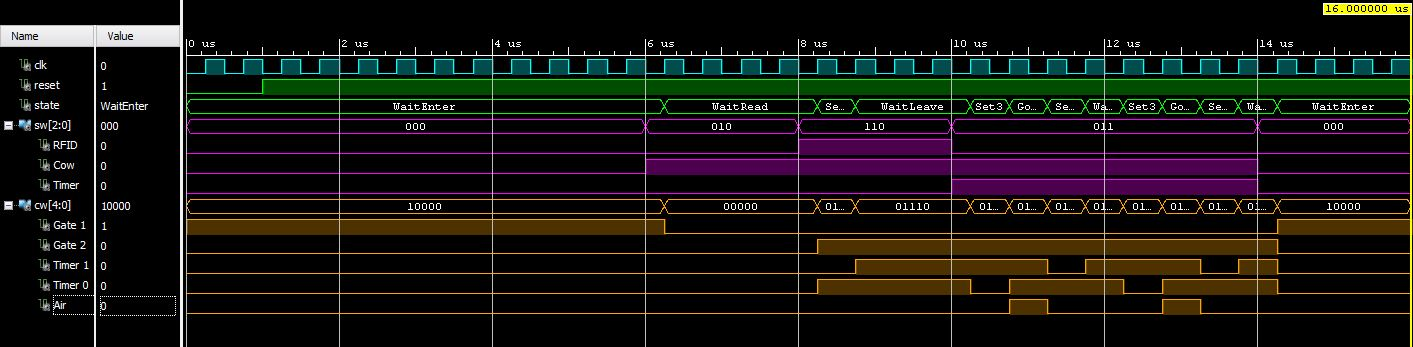 16.000000 us
Name Value
0 us 2 us 4 us 6 us 8 us 10 us 12 us 14 us
clk 0
reset 1
state WaitEnter WaitEnter WaitRead Se... WaitLeave Set3 Go... Se... Wa... Set3 Go... Se... Wa... WaitEnter
sw[2:0] 000 000 010 110 011 000
RFID 0
Cow 0
Timer 0
cw[4:0] 10000 10000 00000 01... 01110 01... 01... 01... 01... 01... 01... 01... 01... 10000
Gate 1 1
Gate 2 0
Timer 1 0
Timer 0 0
Air 0